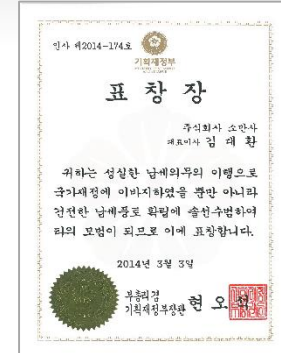 인사 제2014-174호
기획재정부
표 창 장
주식회사 소만사
대표이사 김 대 환
귀하는 성실한 납세의무의 이행으로
국가재정에 이바지하였을 뿐만 아니라
건전한 납세풍토 확립에 솔선수범하여
타의 모범이 되므로 이에 표창합니다.
2014년 3월 3일
부총리겸
기획재정부장관 현 오 석